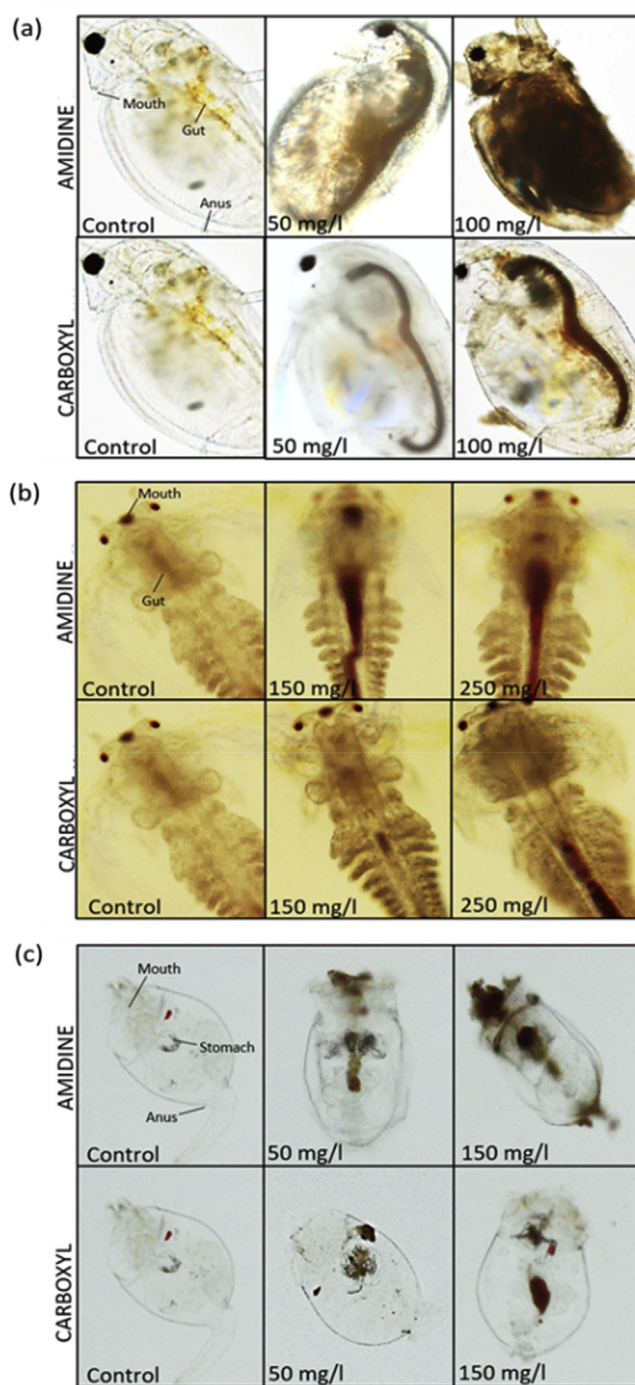 (a)
AMIDINE
Mouth
Gut
Anus
Control
50 mg/l
100 mg/l
CARBOXYL
Control
50 mg/l
100 mg/l
(b)
AMIDINE
Mouth
Gut
Control
150 mg/l
250 mg/l
CARBOXYL
Control
150 mg/l
250 mg/l
(c)
AMIDINE
Mouth
Stomach
Anus
Control
50 mg/l
150 mg/l
CARBOXYL
Control
50 mg/l
150 mg/l